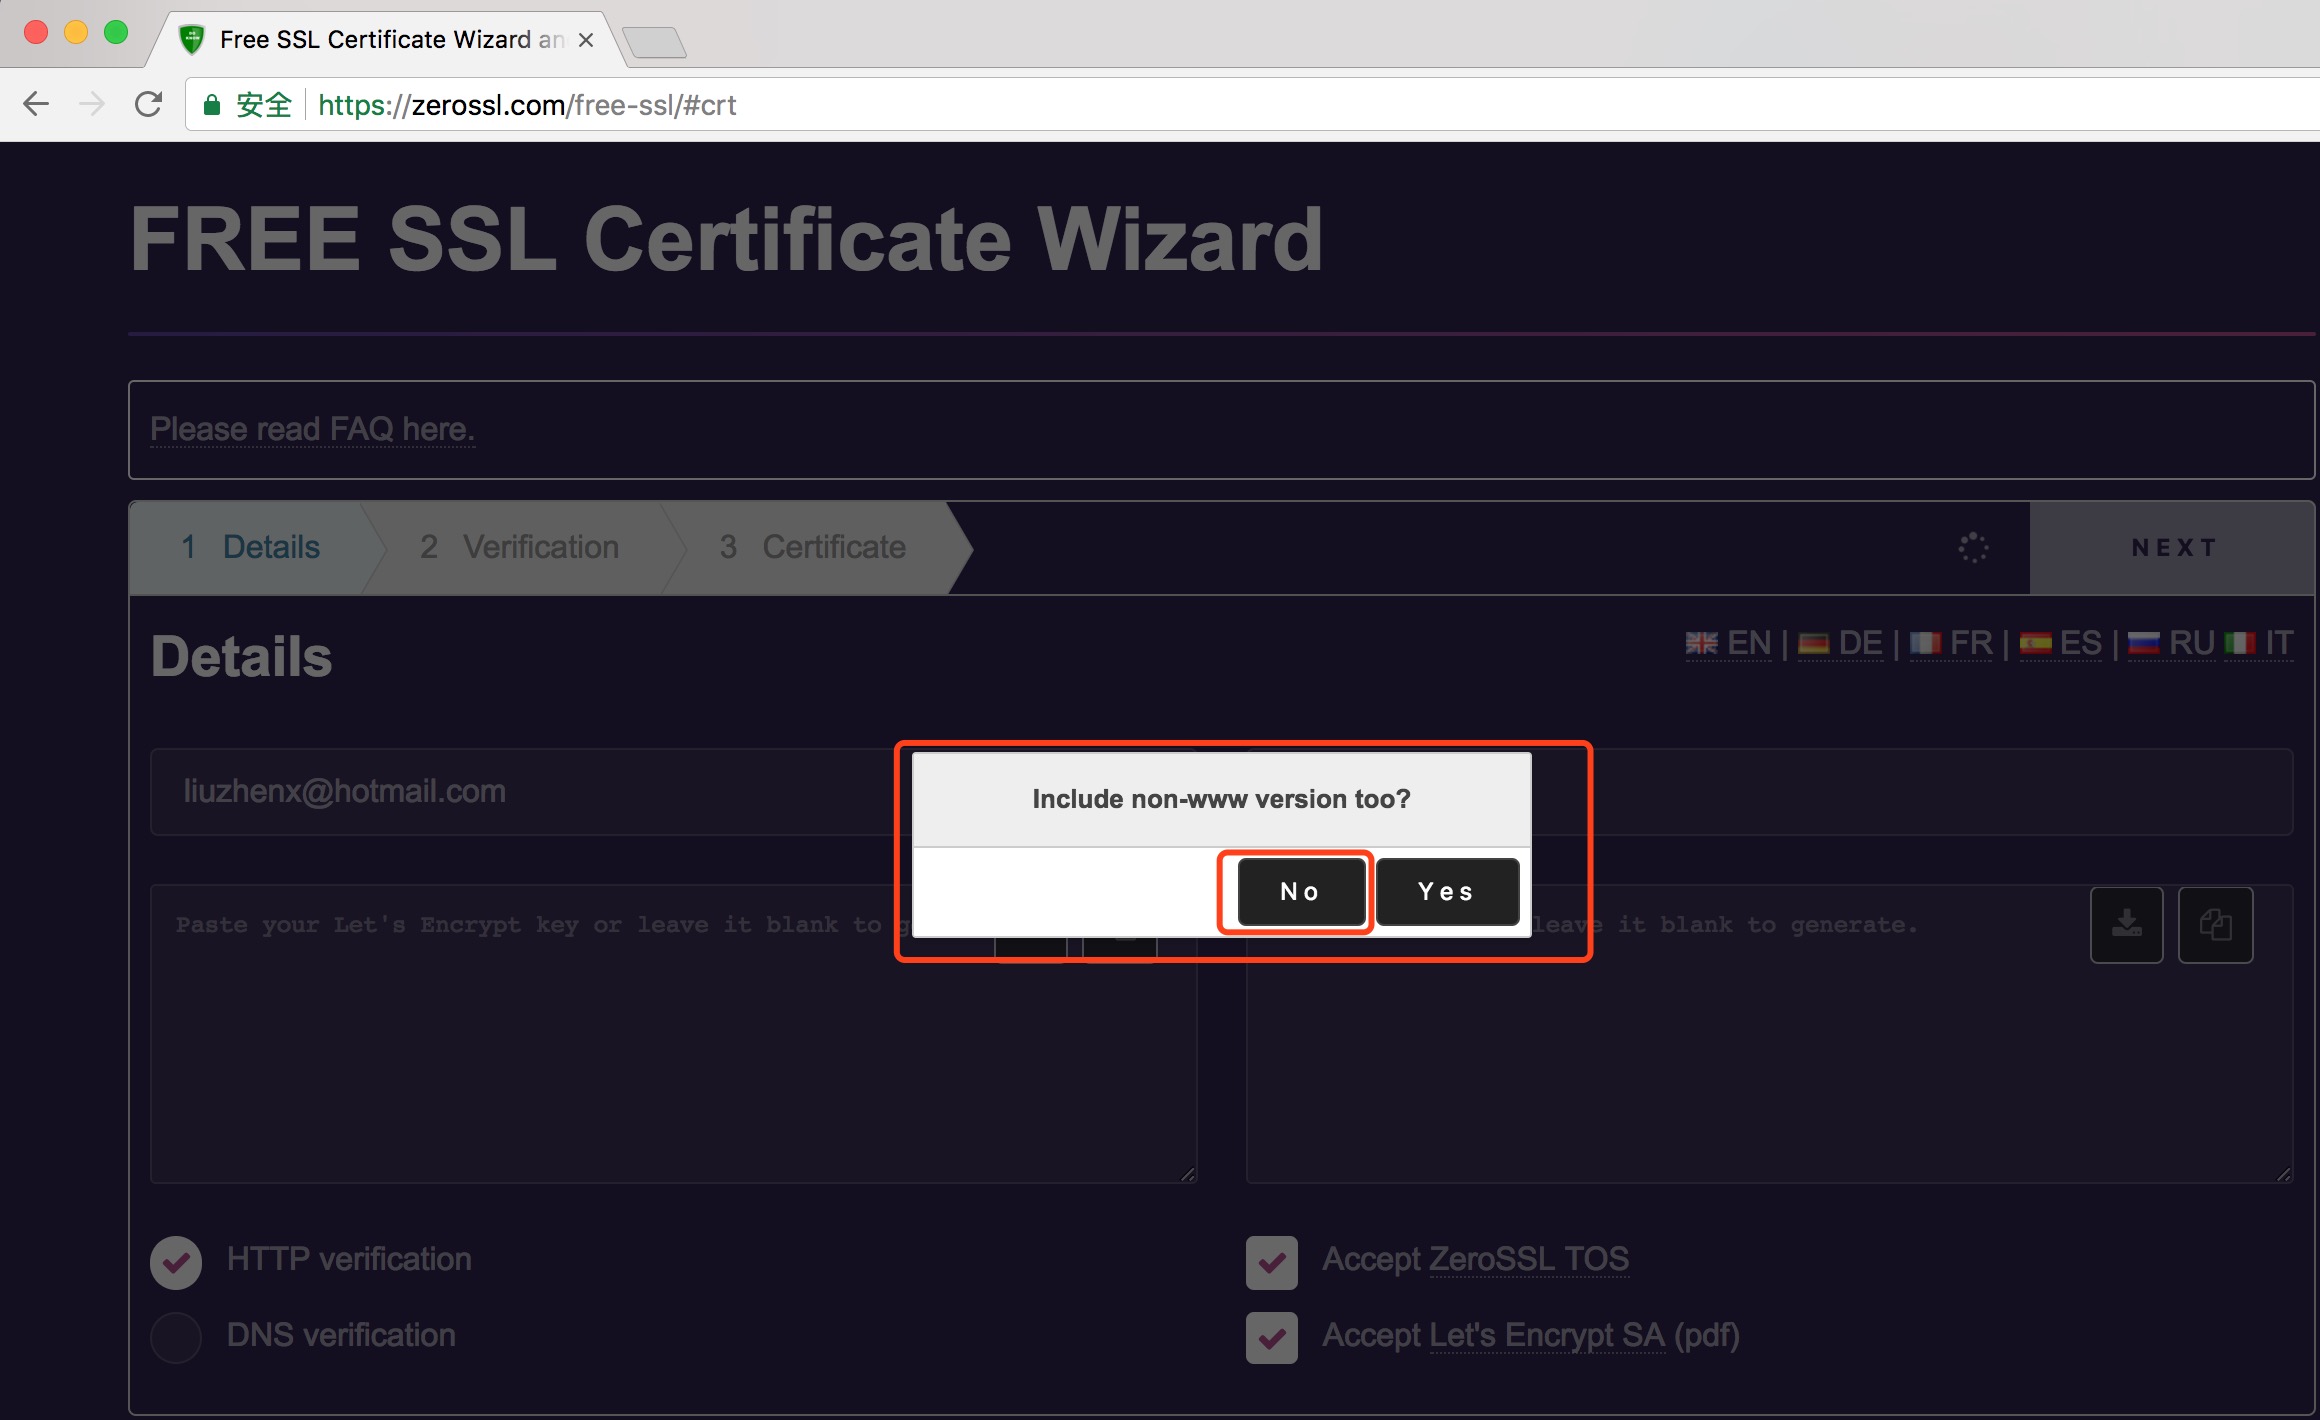 Free SSL Certificate Wizard an
安全 https://zerossl.com/free-ssl/#crt
FREE SSL Certificate Wizard
Please read FAQ here.
1 Details 2 Verification 3 Certificate NEXT
Details
EN | DE | FR | ES | RU IT
liuzhenx@hotmail.com
Include non-www version too?
No Yes
Paste your Let's Encrypt key or leave it blank to g
leave it blank to generate.
HTTP verification
Accept ZeroSSL TOS
DNS verification
Accept Let's Encrypt SA (pdf)